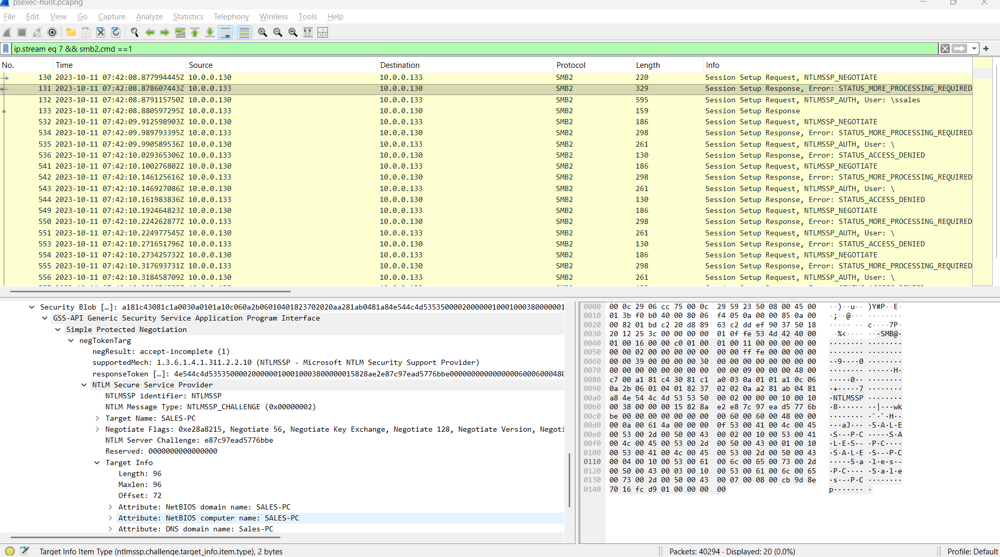 psexec-hunt.pcapng
File Edit View Go Capture Analyze Statistics Telephony Wireless Tools Help
ip.stream eq 7 && smb2.cmd ==1
No. Time Source Destination Protocol Length Info
130 2023-10-11 07:42:08.877994445Z 10.0.0.130 10.0.0.133 SMB2 220 Session Setup Request, NTLMSSP_NEGOTIATE
131 2023-10-11 07:42:08.878607443Z 10.0.0.133 10.0.0.130 SMB2 329 Session Setup Response, Error: STATUS_MORE_PROCESSING_REQUIRED
132 2023-10-11 07:42:08.879115750Z 10.0.0.130 10.0.0.133 SMB2 595 Session Setup Request, NTLMSSP_AUTH, User: \ssales
133 2023-10-11 07:42:08.880597295Z 10.0.0.133 10.0.0.130 SMB2 159 Session Setup Response
532 2023-10-11 07:42:09.912598903Z 10.0.0.130 10.0.0.133 SMB2 186 Session Setup Request, NTLMSSP_NEGOTIATE
534 2023-10-11 07:42:09.989793395Z 10.0.0.133 10.0.0.130 SMB2 298 Session Setup Response, Error: STATUS_MORE_PROCESSING_REQUIRED
535 2023-10-11 07:42:09.990589536Z 10.0.0.130 10.0.0.133 SMB2 261 Session Setup Request, NTLMSSP_AUTH, User: \
536 2023-10-11 07:42:10.029365306Z 10.0.0.133 10.0.0.130 SMB2 130 Session Setup Response, Error: STATUS_ACCESS_DENIED
541 2023-10-11 07:42:10.100276802Z 10.0.0.130 10.0.0.133 SMB2 186 Session Setup Request, NTLMSSP_NEGOTIATE
542 2023-10-11 07:42:10.146125616Z 10.0.0.133 10.0.0.130 SMB2 298 Session Setup Response, Error: STATUS_MORE_PROCESSING_REQUIRED
543 2023-10-11 07:42:10.146927086Z 10.0.0.130 10.0.0.133 SMB2 261 Session Setup Request, NTLMSSP_AUTH, User: \
544 2023-10-11 07:42:10.161983836Z 10.0.0.133 10.0.0.130 SMB2 130 Session Setup Response, Error: STATUS_ACCESS_DENIED
549 2023-10-11 07:42:10.192464823Z 10.0.0.130 10.0.0.133 SMB2 186 Session Setup Request, NTLMSSP_NEGOTIATE
550 2023-10-11 07:42:10.224262877Z 10.0.0.133 10.0.0.130 SMB2 298 Session Setup Response, Error: STATUS_MORE_PROCESSING_REQUIRED
551 2023-10-11 07:42:10.224977545Z 10.0.0.130 10.0.0.133 SMB2 261 Session Setup Request, NTLMSSP_AUTH, User: \
553 2023-10-11 07:42:10.271651796Z 10.0.0.133 10.0.0.130 SMB2 130 Session Setup Response, Error: STATUS_ACCESS_DENIED
554 2023-10-11 07:42:10.273425732Z 10.0.0.130 10.0.0.133 SMB2 186 Session Setup Request, NTLMSSP_NEGOTIATE
555 2023-10-11 07:42:10.317693731Z 10.0.0.133 10.0.0.130 SMB2 298 Session Setup Response, Error: STATUS_MORE_PROCESSING_REQUIRED
556 2023-10-11 07:42:10.318458709Z 10.0.0.130 10.0.0.133 SMB2 261 Session Setup Request, NTLMSSP_AUTH, User: \
Security Blob […]: a181c43081c1a0030a0101a10c060a2b06010401823702020aa281ab0481a84e544c4d535350000200000010001000380000001
GSS-API Generic Security Service Application Program Interface
Simple Protected Negotiation
negTokenTarg
negResult: accept-incomplete (1)
supportedMech: 1.3.6.1.4.1.311.2.2.10 (NTLMSSP - Microsoft NTLM Security Support Provider)
responseToken […]: 4e544c4d5353500002000000100010003800000015828ae2e87c97ead5776bbe00000000000000006000600048
NTLM Secure Service Provider
NTLMSSP identifier: NTLMSSP
NTLM Message Type: NTLMSSP_CHALLENGE (0x00000002)
Target Name: SALES-PC
Negotiate Flags: 0xe28a8215, Negotiate 56, Negotiate Key Exchange, Negotiate 128, Negotiate Version, Negoti
NTLM Server Challenge: e87c97ead5776bbe
Reserved: 0000000000000000
Target Info
Length: 96
Maxlen: 96
Offset: 72
Attribute: NetBIOS domain name: SALES-PC
Attribute: NetBIOS computer name: SALES-PC
Attribute: DNS domain name: Sales-PC
0000 00 0c 29 06 cc 75 00 0c 29 59 23 50 08 00 45 00 ··)··u·· )Y#P··E·
0010 01 3b f0 b0 40 00 80 06 f4 05 0a 00 00 85 0a 00 ·;··@··· ········
0020 00 82 01 bd c2 20 d8 89 63 c2 dd ef 90 37 50 18 ····· ·· c····7P·
0030 20 12 25 3c 00 00 00 00 01 0f fe 53 4d 42 40 00 ·%<···· ···SMB@·
0040 01 00 16 00 00 c0 01 00 01 00 11 00 00 00 00 00 ········ ········
0050 00 00 02 00 00 00 00 00 00 00 ff fe 00 00 00 00 ········ ········
0060 00 00 39 00 00 00 00 30 00 00 00 00 00 00 00 00 ··9····0 ········
0070 00 00 00 00 00 00 00 00 00 00 09 00 00 00 48 00 ········ ······H·
0080 c7 00 a1 81 c4 30 81 c1 a0 03 0a 01 01 a1 0c 06 ·····0·· ········
0090 0a 2b 06 01 04 01 82 37 02 02 0a a2 81 ab 04 81 ·+·····7 ········
00a0 a8 4e 54 4c 4d 53 53 50 00 02 00 00 00 10 00 10 ·NTLMSSP ········
00b0 00 38 00 00 00 15 82 8a e2 e8 7c 97 ea d5 77 6b ·8······ ··|···wk
00c0 be 00 00 00 00 00 00 00 00 60 00 60 00 48 00 00 ········ ·`·`·H··
00d0 00 0a 00 61 4a 00 00 00 0f 53 00 41 00 4c 00 45 ···aJ··· ·S·A·L·E
00e0 00 53 00 2d 00 50 00 43 00 02 00 10 00 53 00 41 ·S·-·P·C ·····S·A
00f0 00 4c 00 45 00 53 00 2d 00 50 00 43 00 01 00 10 ·L·E·S·- ·P·C····
0100 00 53 00 41 00 4c 00 45 00 53 00 2d 00 50 00 43 ·S·A·L·E ·S·-·P·C
0110 00 04 00 10 00 53 00 61 00 6c 00 65 00 73 00 2d ·····S·a ·l·e·s·-
0120 00 50 00 43 00 03 00 10 00 53 00 61 00 6c 00 65 ·P·C···· ·S·a·l·e
0130 00 73 00 2d 00 50 00 43 00 07 00 08 00 cb 9d 8e ·s·-·P·C ········
0140 70 16 fc d9 01 00 00 00 00 p······· ·
Target Info Item Type (ntlmssp.challenge.target_info.item.type), 2 bytes
Packets: 40294 · Displayed: 20 (0.0%)
Profile: Default